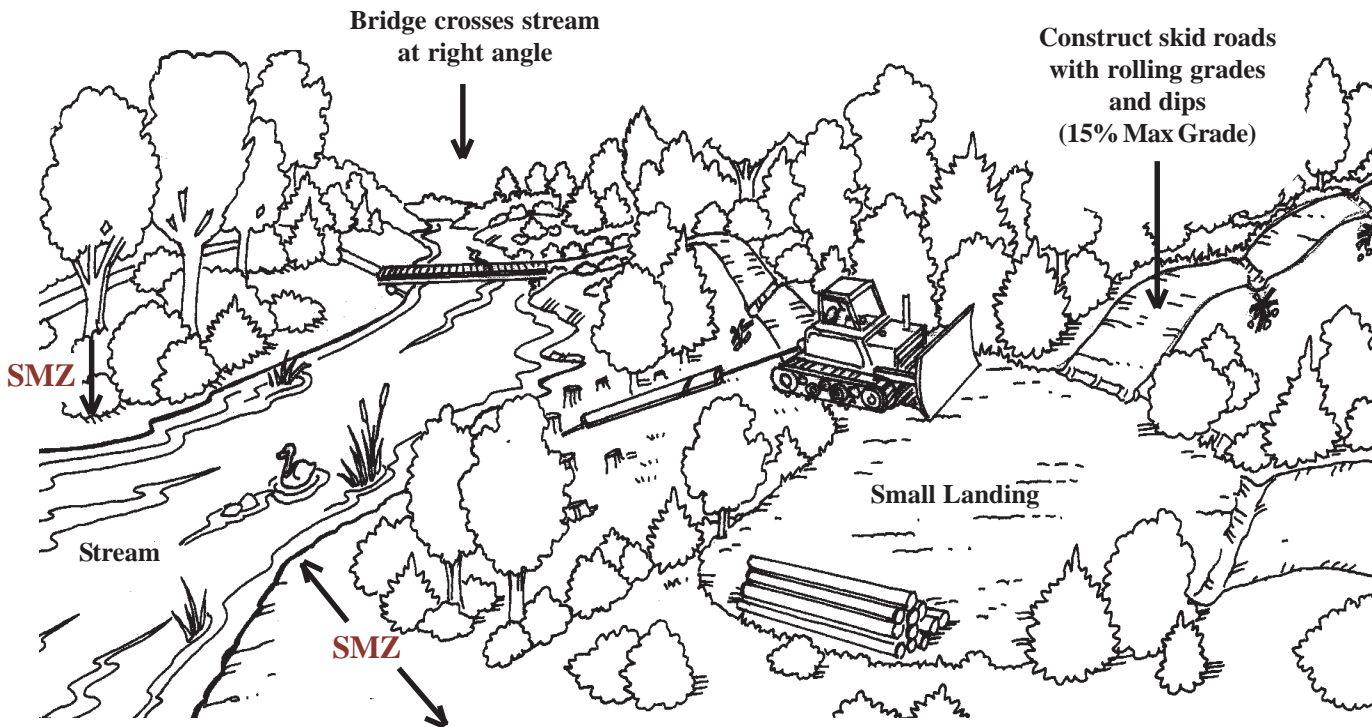 Bridge crosses stream
at right angle
Construct skid roads
with rolling grades
and dips
(15% Max Grade)
SMZ
Small Landing
Stream
SMZ